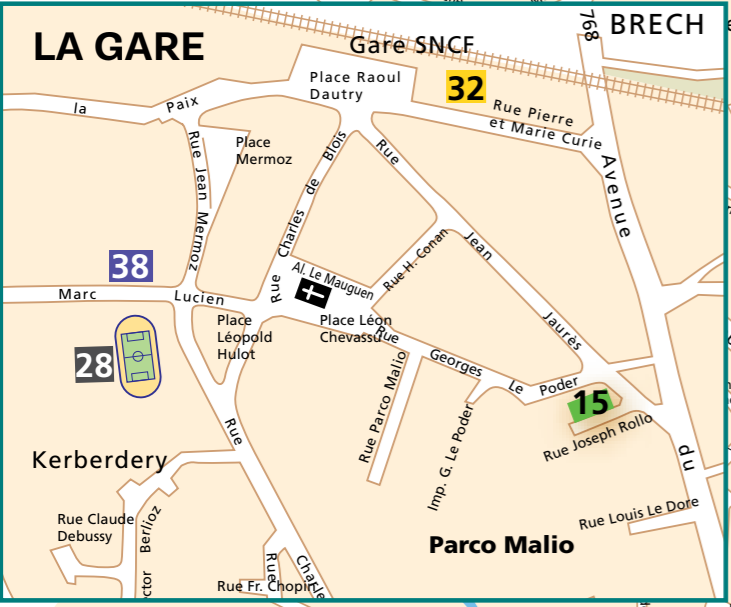 LA GARE
Gare SNCF
768
BRECH
Place Raoul
Dautry
32
Rue Pierre
et Marie Curie
la
Paix
Rue Jean Mermoz
Place
Mermoz
Rue Charles de Blois
Rue Jean Jaurès
Avenue
du
38
Al. Le Mauguen
Rue H. Conan
Marc
Lucien
Place
Léopold
Hulot
Place Léon
Chevassu
Rue Georges Le Poder
28
Rue Parco Malio
15
Rue Joseph Rollo
Imp. G. Le Poder
Rue
Kerberdery
Rue Claude
Debussy
ctor Berlioz
Rue Louis Le Dore
Parco Malio
Rue Fr. Chopin
Rue
Charle